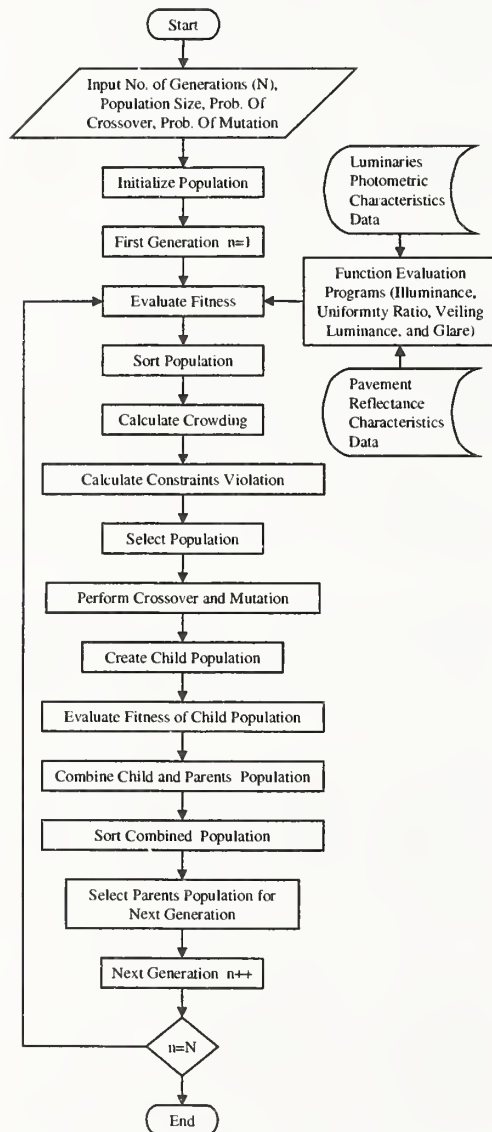 Start
Input No. of Generations (N),
Population Size, Prob. Of
Crossover, Prob. Of Mutation
Initialize Population
First Generation n=1
Luminaries
Photometric
Characteristics
Data
Function Evaluation
Programs (Illuminance,
Uniformity Ratio, Veiling
Luminance, and Glare)
Pavement
Reflectance
Characteristics
Data
Evaluate Fitness
Sort Population
Calculate Crowding
Calculate Constraints Violation
Select Population
Perform Crossover and Mutation
Create Child Population
Evaluate Fitness of Child Population
Combine Child and Parents Population
Sort Combined Population
Select Parents Population for
Next Generation
Next Generation n++
n=N
End